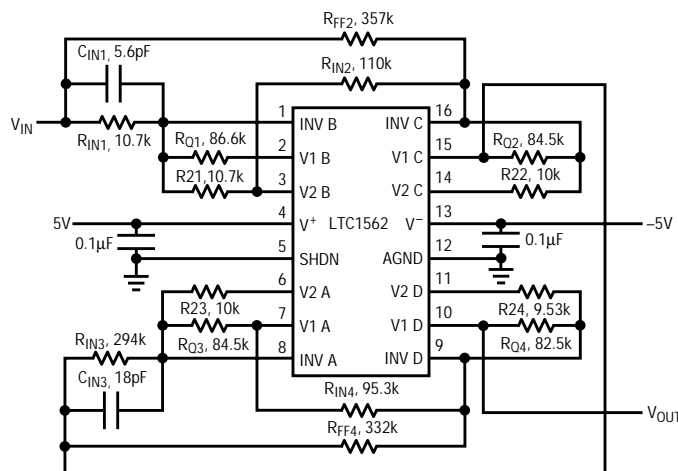 RFF2, 357k
CIN1, 5.6pF
RIN2, 110k
VIN
RIN1, 10.7k
RQ1, 86.6k
R21,10.7k
RQ2, 84.5k
R22, 10k
1 INV B INV C 16
2 V1 B V1 C 15
3 V2 B V2 C 14
5V 4 V+ LTC1562 V– 13 –5V
0.1µF 0.1µF
5 SHDN AGND 12
6 V2 A V2 D 11
7 V1 A V1 D 10
8 INV A INV D 9
R23, 10k
RQ3, 84.5k
R24, 9.53k
RQ4, 82.5k
RIN3, 294k
CIN3, 18pF
RIN4, 95.3k
RFF4, 332k
VOUT